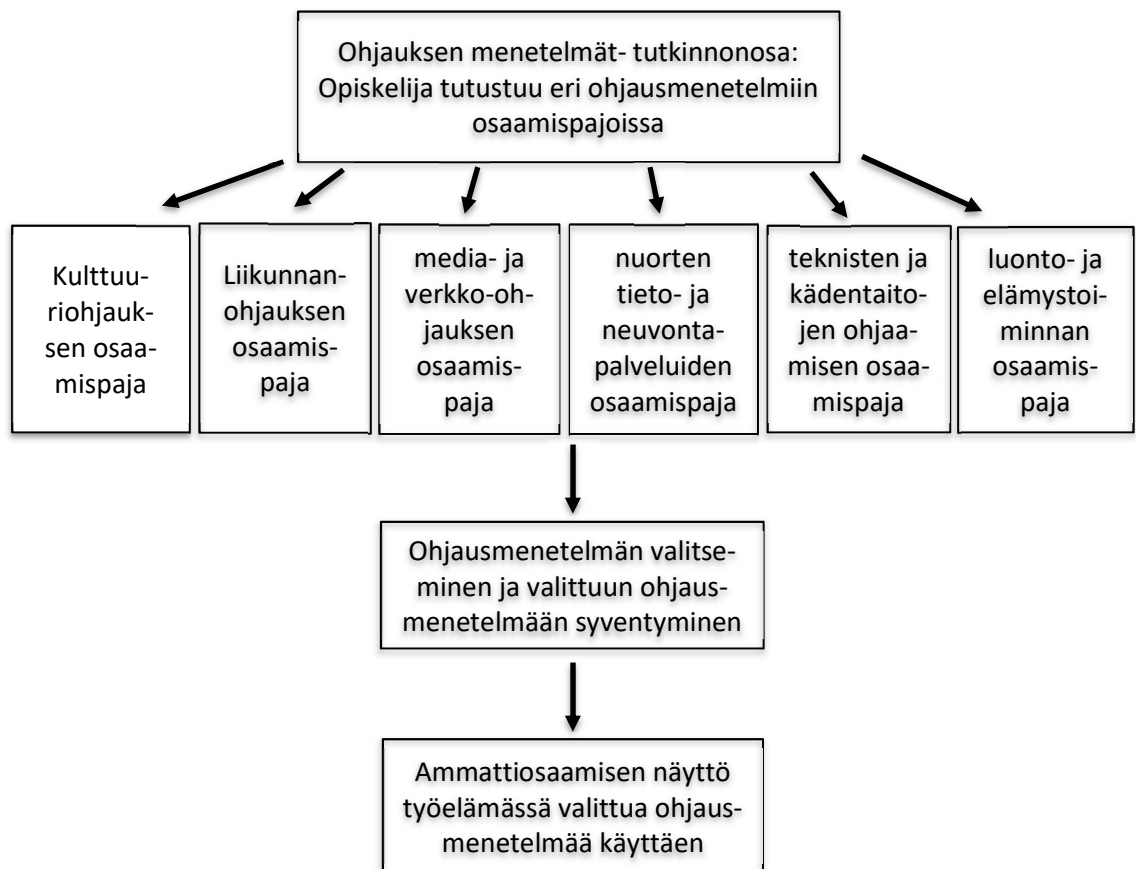 Ohjauksen menetelmät- tutkinnonosa:
Opiskelija tutustuu eri ohjausmenetelmiin
osaamispajoissa
Kulttuu-
riohjauk-
sen osaa-
mispaja
Liikunnan-
ohjauksen
osaamis-
paja
media- ja
verkko-oh-
jauksen
osaamis-
paja
nuorten
tieto- ja
neuvonta-
palveluiden
osaamispaja
teknisten ja
kädentaito-
jen ohjaa-
misen osaa-
mispaja
luonto- ja
elämystoi-
minnan
osaamis-
paja
Ohjausmenetelmän valitse-
minen ja valittuun ohjaus-
menetelmään syventyminen
Ammattiosaamisen näyttö
työelämässä valittua ohjaus-
menetelmää käyttäen